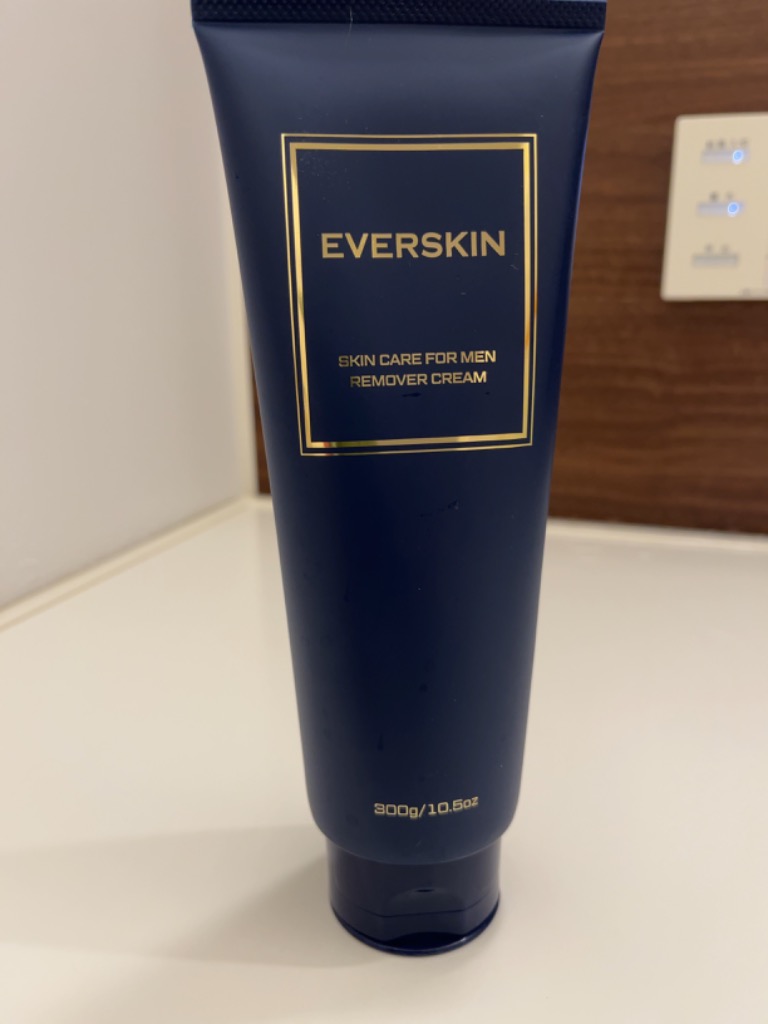 EVERSKIN
SKIN CARE FOR MEN
REMOVER CREAM
300g/10.5oz